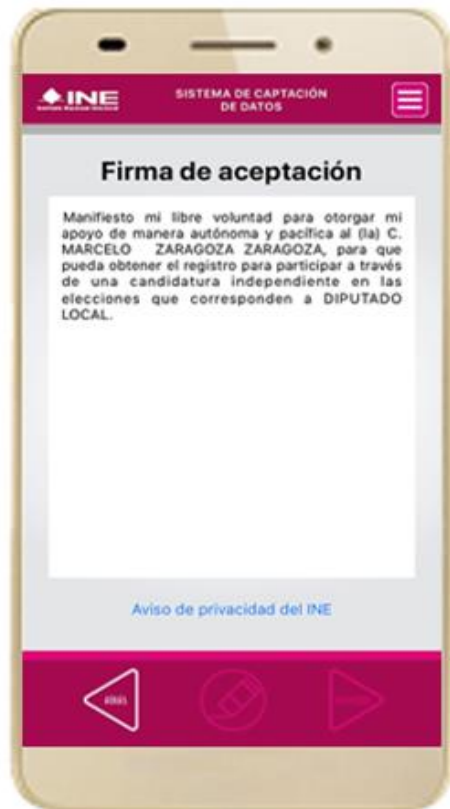 INE
SISTEMA DE CAPTACIÓN
DE DATOS
Firma de aceptación
Manifiesto mi libre voluntad para otorgar mi
apoyo de manera autónoma y pacífica al (la) C.
MARCELO ZARAGOZA ZARAGOZA, para que
pueda obtener el registro para participar a través
de una candidatura independiente en las
elecciones que corresponden a DIPUTADO
LOCAL.
Aviso de privacidad del INE
ATRÁS